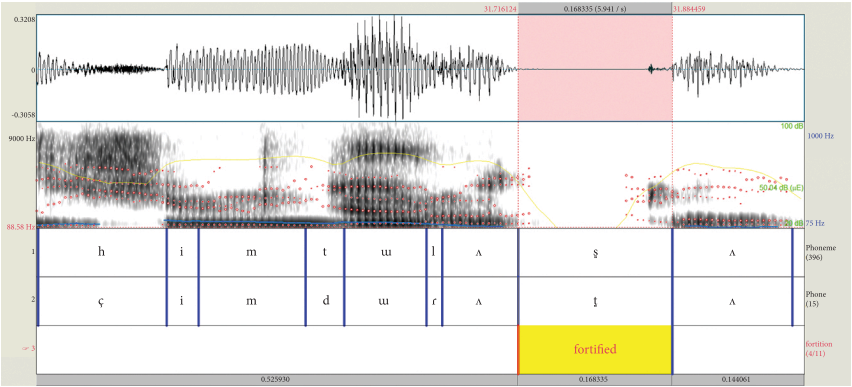 31.716124 0.168335 (5.941 / s) 31.884459
0.3208
0
-0.3058
100 dB
9000 Hz 1000 Hz
50.04 dB (µE)
88.58 Hz 75 Hz
1 h i m t ɯ l ʌ s̻ ʌ Phoneme (396)
2 ç i m d ɯ ɾ ʌ t̻ ʌ Phone (15)
☞ 3 fortified fortition (4/11)
0.525930 0.168335 0.144061